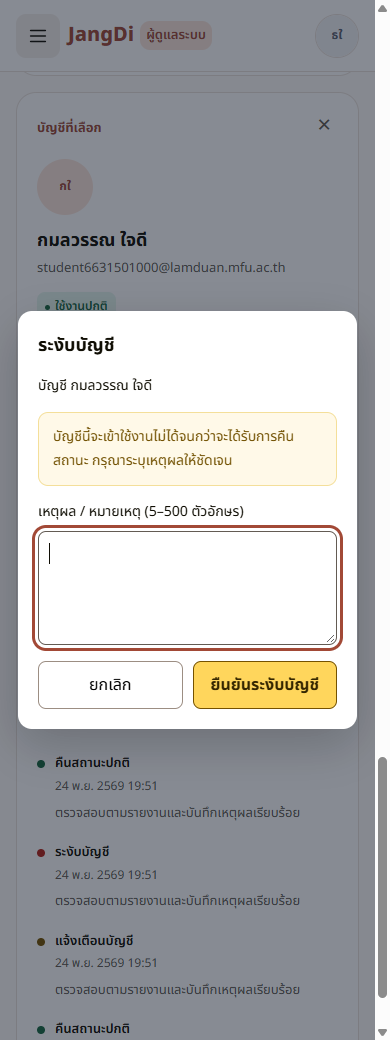 JangDi
ผู้ดูแลระบบ
ธใ
บัญชีที่เลือก
กใ
กมลวรรณ ใจดี
student6631501000@lamduan.mfu.ac.th
ใช้งานปกติ
ระงับบัญชี
บัญชี กมลวรรณ ใจดี
บัญชีนี้จะเข้าใช้งานไม่ได้จนกว่าจะได้รับการคืน
สถานะ กรุณาระบุเหตุผลให้ชัดเจน
เหตุผล / หมายเหตุ (5–500 ตัวอักษร)
ยกเลิก
ยืนยันระงับบัญชี
คืนสถานะปกติ
24 พ.ย. 2569 19:51
ตรวจสอบตามรายงานและบันทึกเหตุผลเรียบร้อย
ระงับบัญชี
24 พ.ย. 2569 19:51
ตรวจสอบตามรายงานและบันทึกเหตุผลเรียบร้อย
แจ้งเตือนบัญชี
24 พ.ย. 2569 19:51
ตรวจสอบตามรายงานและบันทึกเหตุผลเรียบร้อย
คืนสถานะปกติ